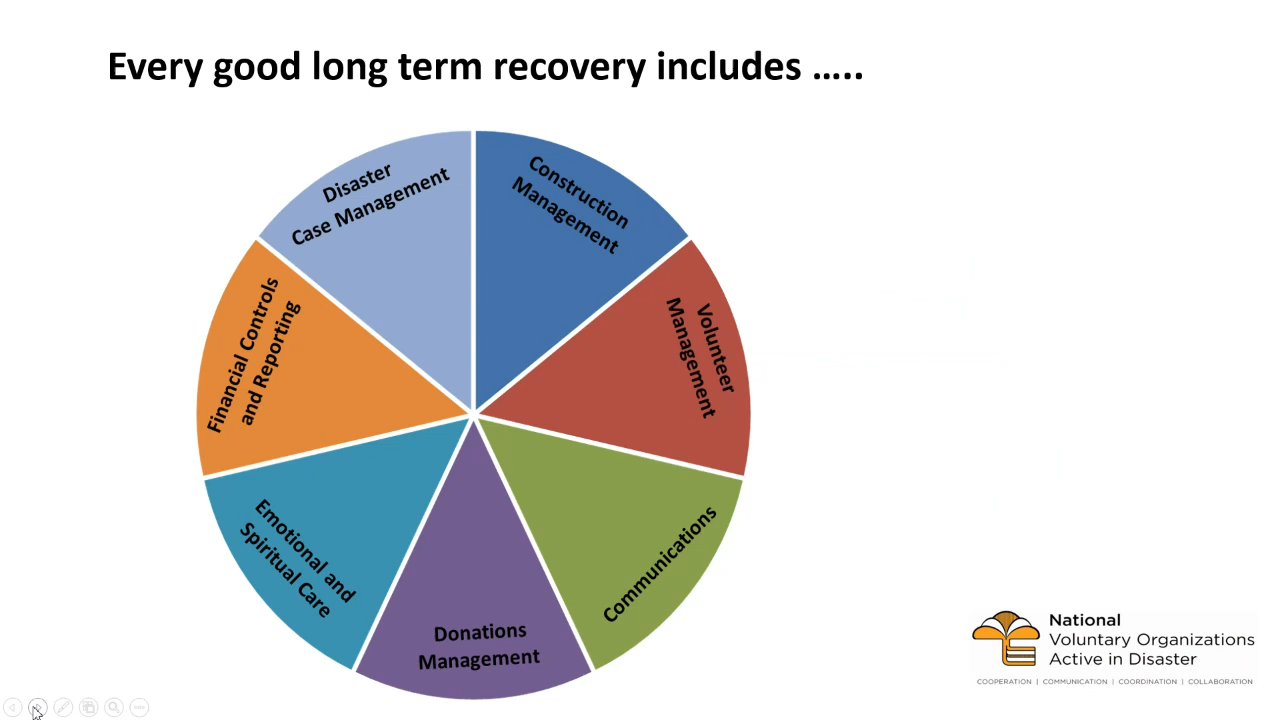 Every good long term recovery includes …..
Disaster
Case Management
Construction
Management
Financial Controls
and Reporting
Volunteer
Management
Emotional and
Spiritual Care
Communications
Donations
Management
National
Voluntary Organizations
Active in Disaster
COOPERATION | COMMUNICATION | COORDINATION | COLLABORATION